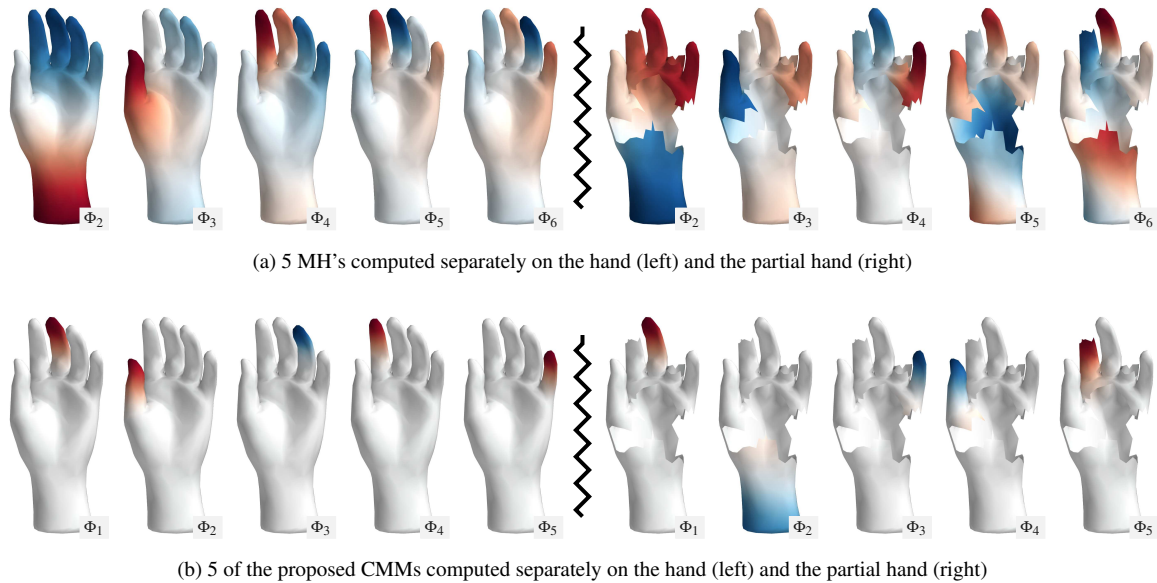 Φ2 Φ3 Φ4 Φ5 Φ6 Φ2 Φ3 Φ4 Φ5 Φ6
(a) 5 MH's computed separately on the hand (left) and the partial hand (right)
Φ1 Φ2 Φ3 Φ4 Φ5 Φ1 Φ2 Φ3 Φ4 Φ5
(b) 5 of the proposed CMMs computed separately on the hand (left) and the partial hand (right)